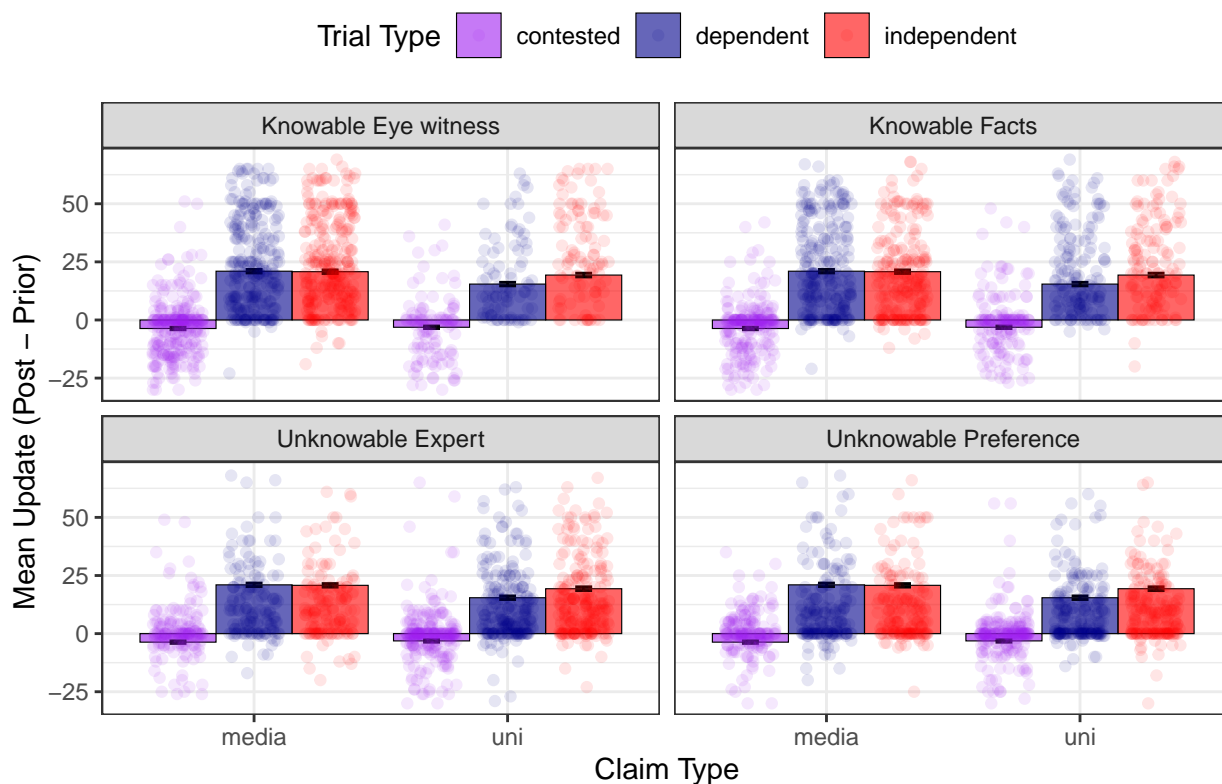 Trial Type contested dependent independent
Knowable Eye witness Knowable Facts
50
25
0
−25
Unknowable Expert Unknowable Preference
50
25
0
−25
Mean Update (Post − Prior)
media uni media uni
Claim Type